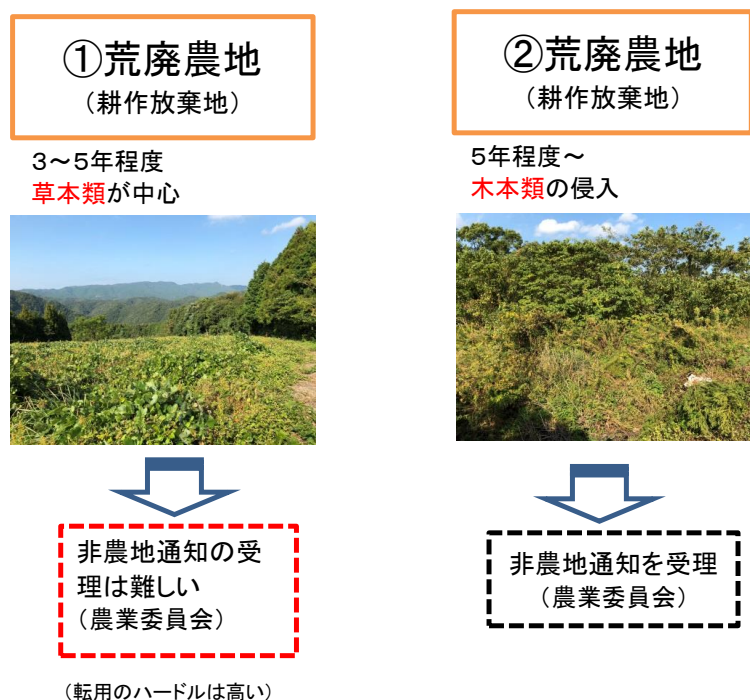 ①荒廃農地
（耕作放棄地）
3～5年程度
草本類が中心
非農地通知の受
理は難しい
（農業委員会）
（転用のハードルは高い）
②荒廃農地
（耕作放棄地）
5年程度～
木本類の侵入
非農地通知を受理
（農業委員会）